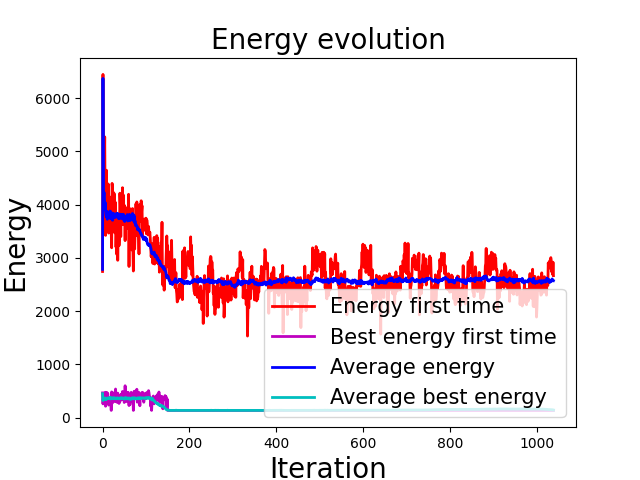 Energy evolution
Energy
6000
5000
4000
3000
2000
1000
0
Energy first time
Best energy first time
Average energy
Average best energy
0 200 400 600 800 1000
Iteration